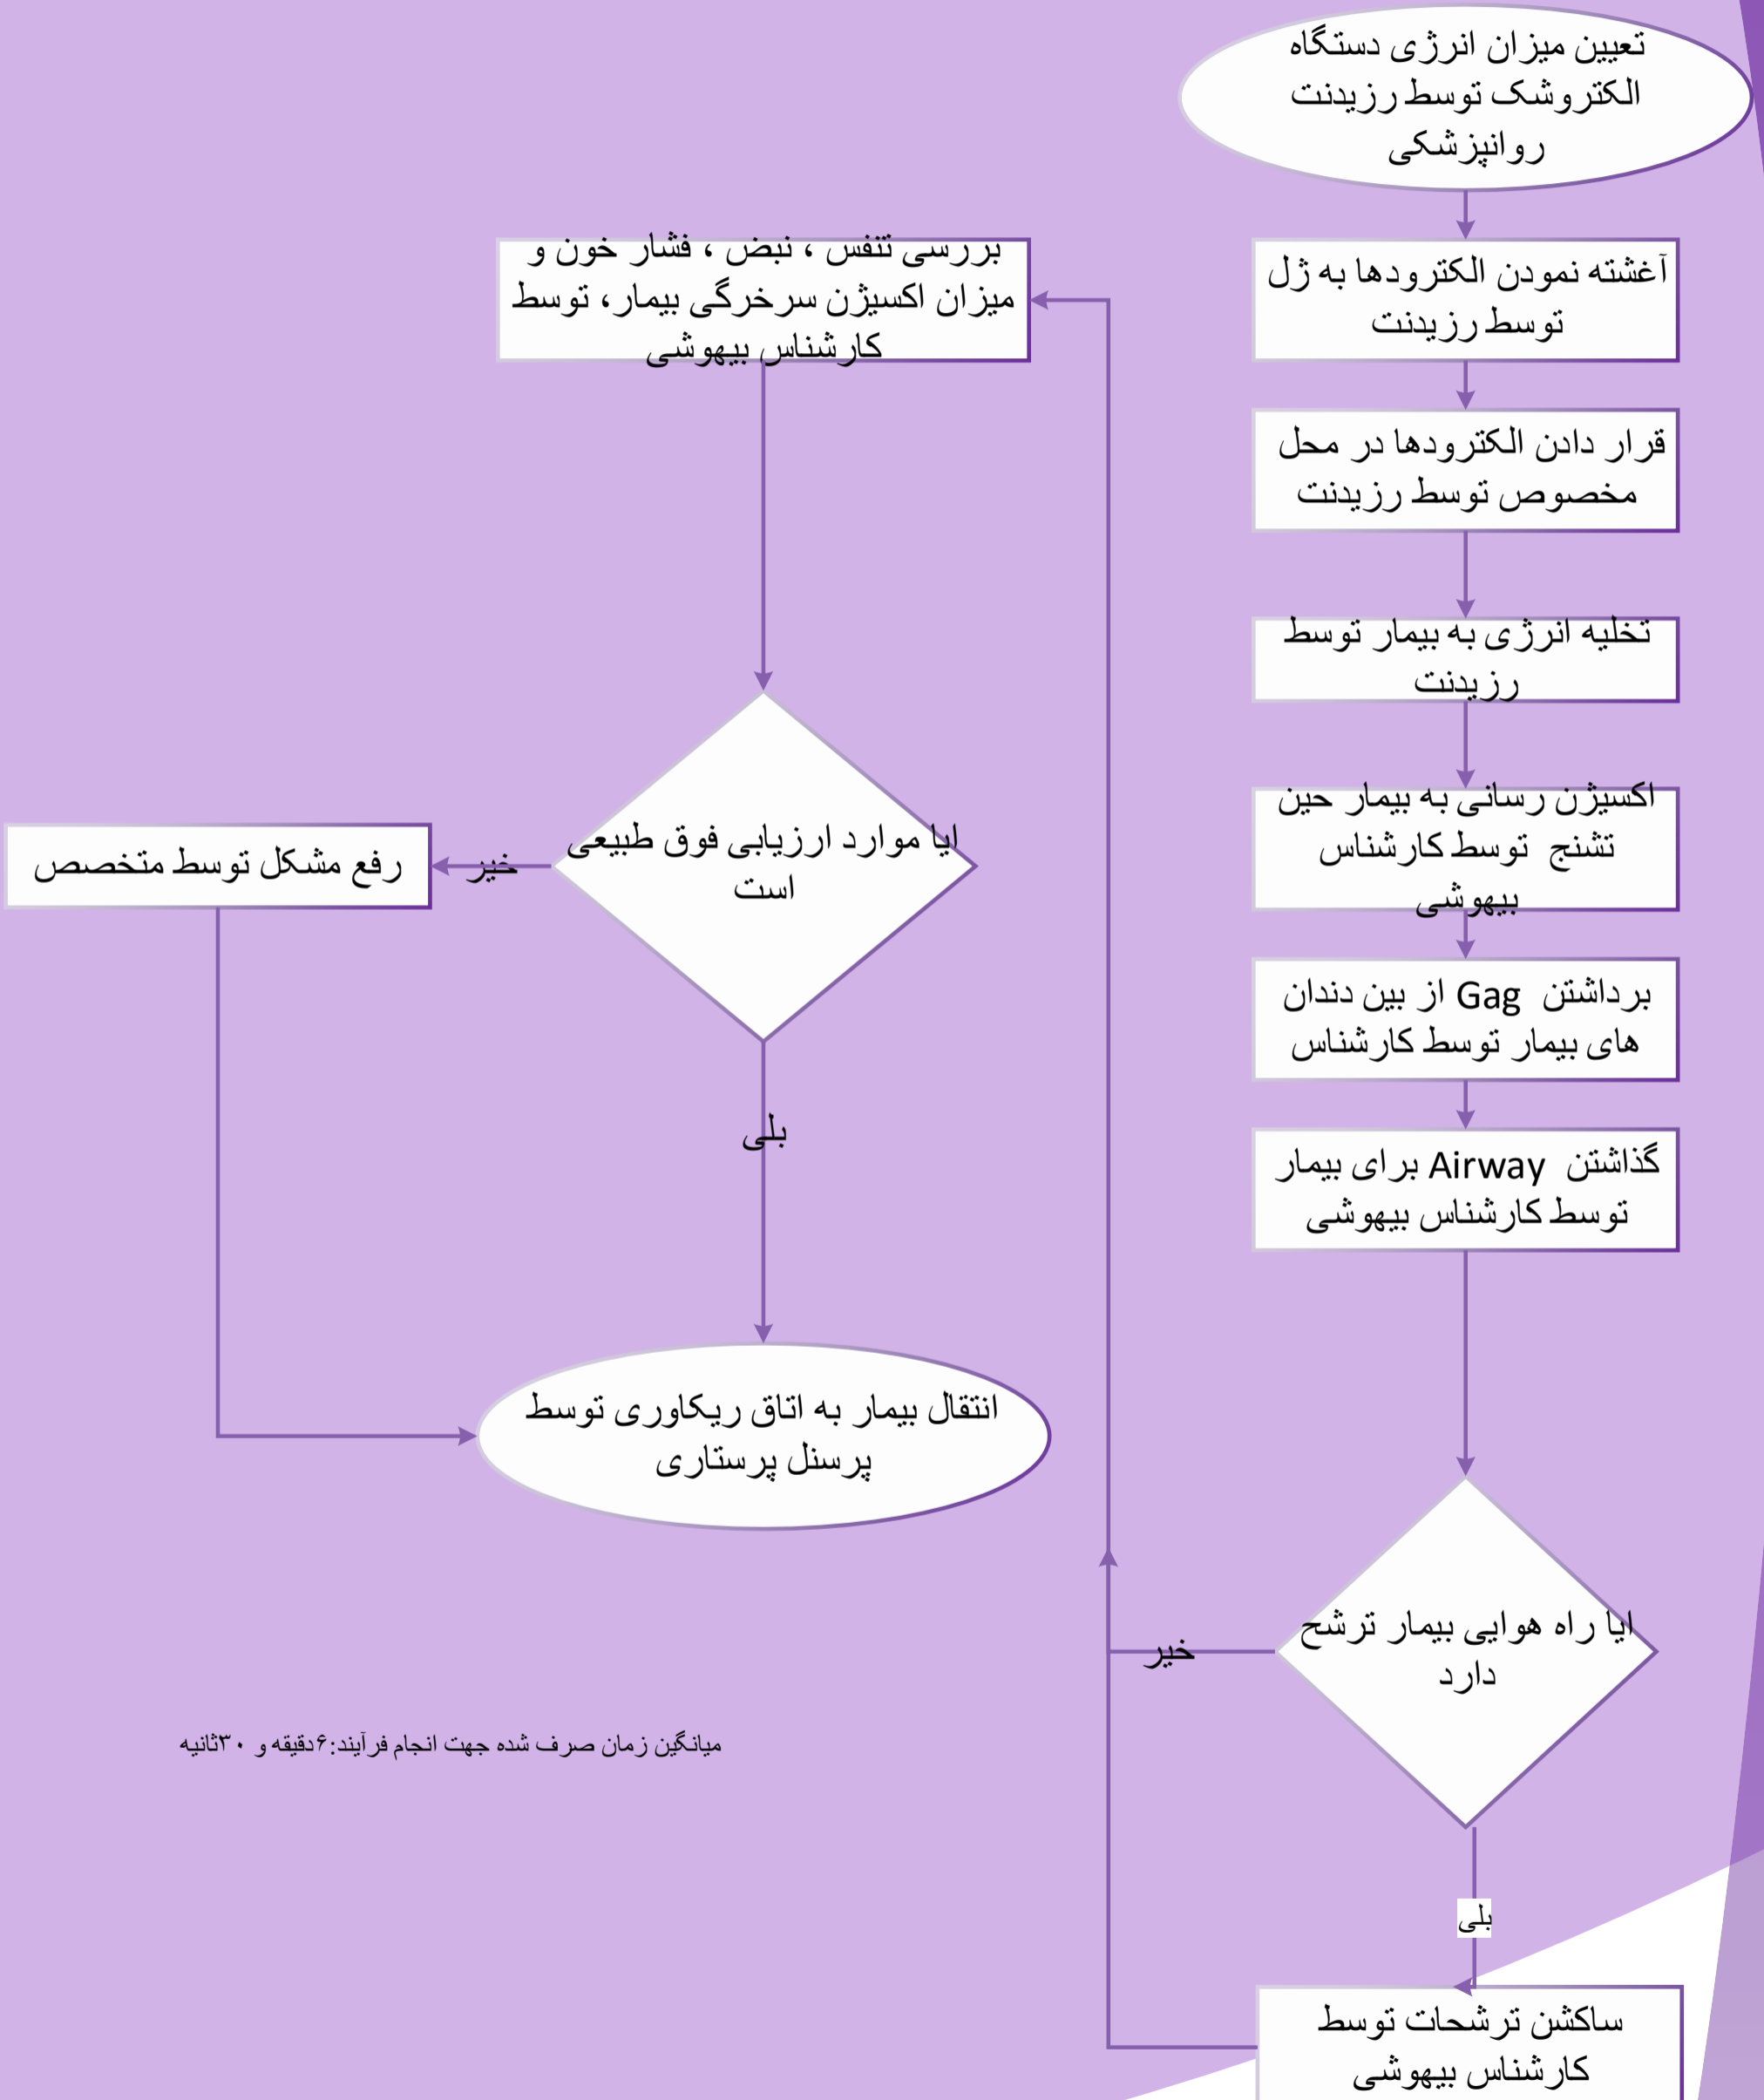 تعیین میزان انرژی دستگاه
الکتروشک توسط رزیدنت
روانپزشکی
آغشته نمودن الکترودها به ژل
توسط رزیدنت
قرار دادن الکترودها در محل
مخصوص توسط رزیدنت
تخلیه انرژی به بیمار توسط
رزیدنت
اکسیژن رسانی به بیمار حین
تشنج توسط کارشناس
بیهوشی
برداشتن Gag از بین دندان
های بیمار توسط کارشناس
گذاشتن Airway برای بیمار
توسط کارشناس بیهوشی
ایا راه هوایی بیمار ترشح
دارد
خیر
بلی
ساکشن ترشحات توسط
کارشناس بیهوشی
بررسی تنفس ، نبض ، فشار خون و
میزان اکسیژن سرخرگی بیمار، توسط
کارشناس بیهوشی
ایا موارد ارزیابی فوق طبیعی
است
خیر
رفع مشکل توسط متخصص
بلی
انتقال بیمار به اتاق ریکاوری توسط
پرسنل پرستاری
میانگین زمان صرف شده جهت انجام فرآیند:۶دقیقه و ۳۰ثانیه